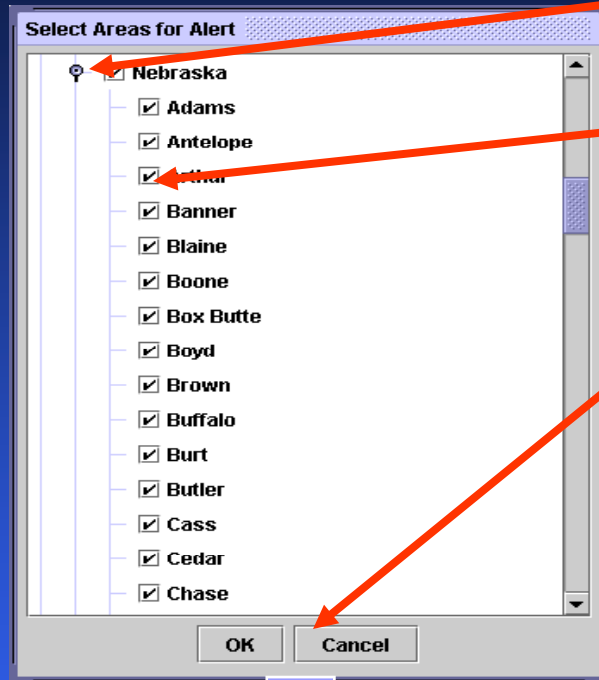 Select Areas for Alert
Nebraska
Adams
Antelope
Arthur
Banner
Blaine
Boone
Box Butte
Boyd
Brown
Buffalo
Burt
Butler
Cass
Cedar
Chase
OK Cancel